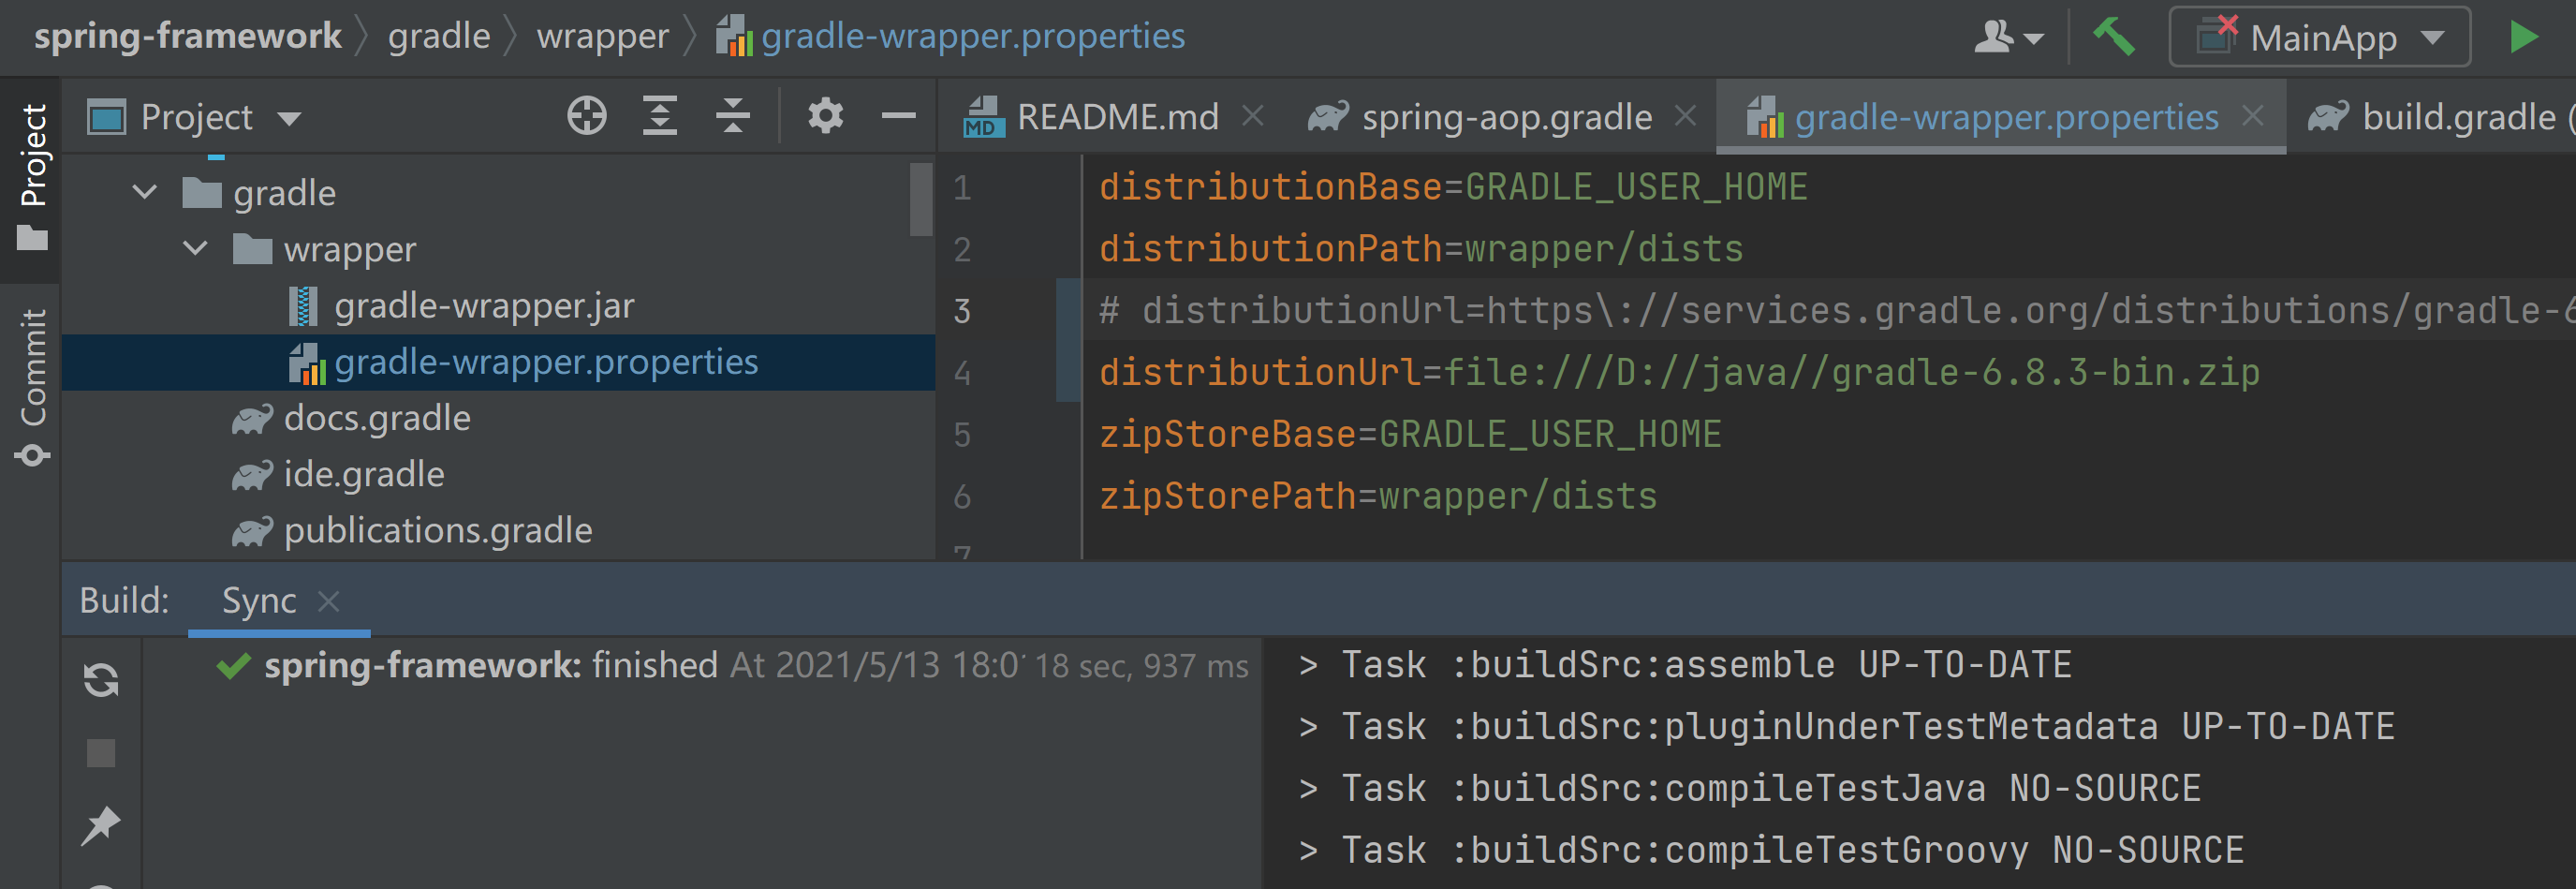 spring-framework gradle wrapper gradle-wrapper.properties
MainApp
Project
Commit
Project
README.md
spring-aop.gradle
gradle-wrapper.properties
build.gradle (
gradle
wrapper
gradle-wrapper.jar
gradle-wrapper.properties
docs.gradle
ide.gradle
publications.gradle
1 distributionBase=GRADLE_USER_HOME
2 distributionPath=wrapper/dists
3 # distributionUrl=https\://services.gradle.org/distributions/gradle-6
4 distributionUrl=file:///D://java//gradle-6.8.3-bin.zip
5 zipStoreBase=GRADLE_USER_HOME
6 zipStorePath=wrapper/dists
7
Build: Sync
spring-framework: finished At 2021/5/13 18:0 18 sec, 937 ms
> Task :buildSrc:assemble UP-TO-DATE
> Task :buildSrc:pluginUnderTestMetadata UP-TO-DATE
> Task :buildSrc:compileTestJava NO-SOURCE
> Task :buildSrc:compileTestGroovy NO-SOURCE